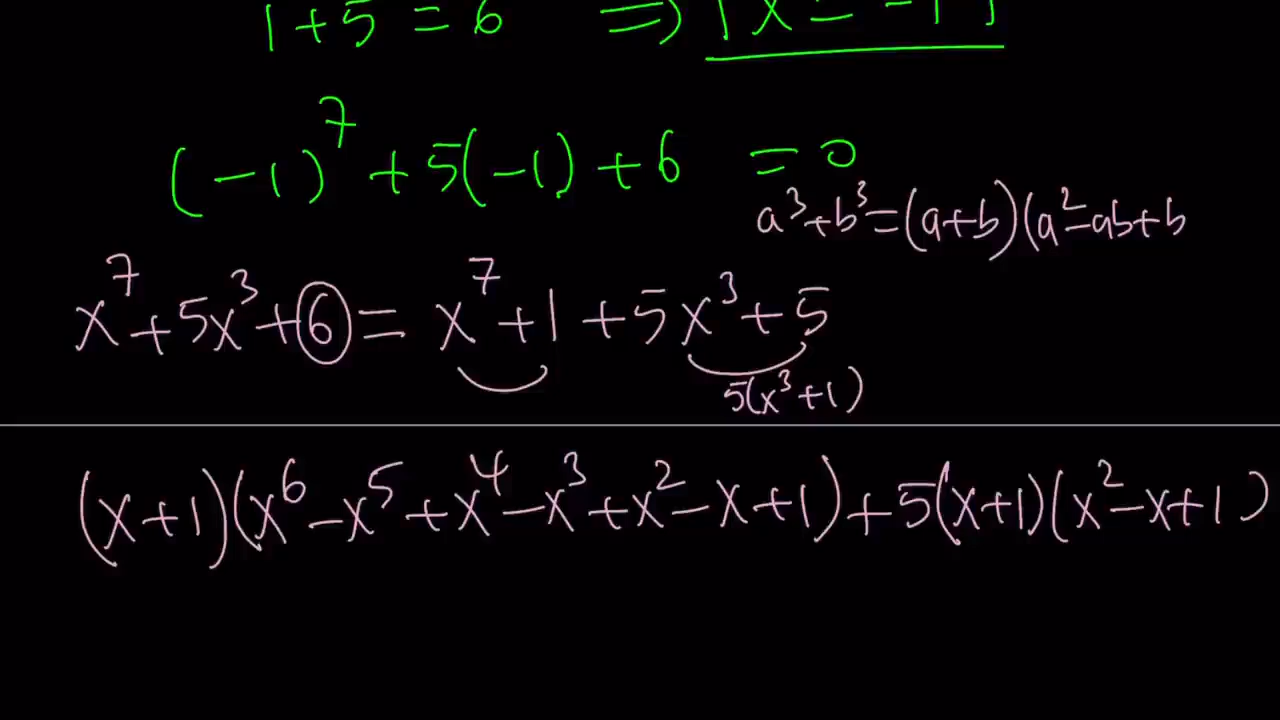 1 + 5 = 6 ⟹ x = -1
(-1)^7 + 5(-1) + 6 = 0
a^3+b^3=(a+b)(a^2-ab+b
x^7+5x^3+6 = x^7+1+5x^3+5
5(x^3+1)
(x+1)(x^6-x^5+x^4-x^3+x^2-x+1)+5(x+1)(x^2-x+1)